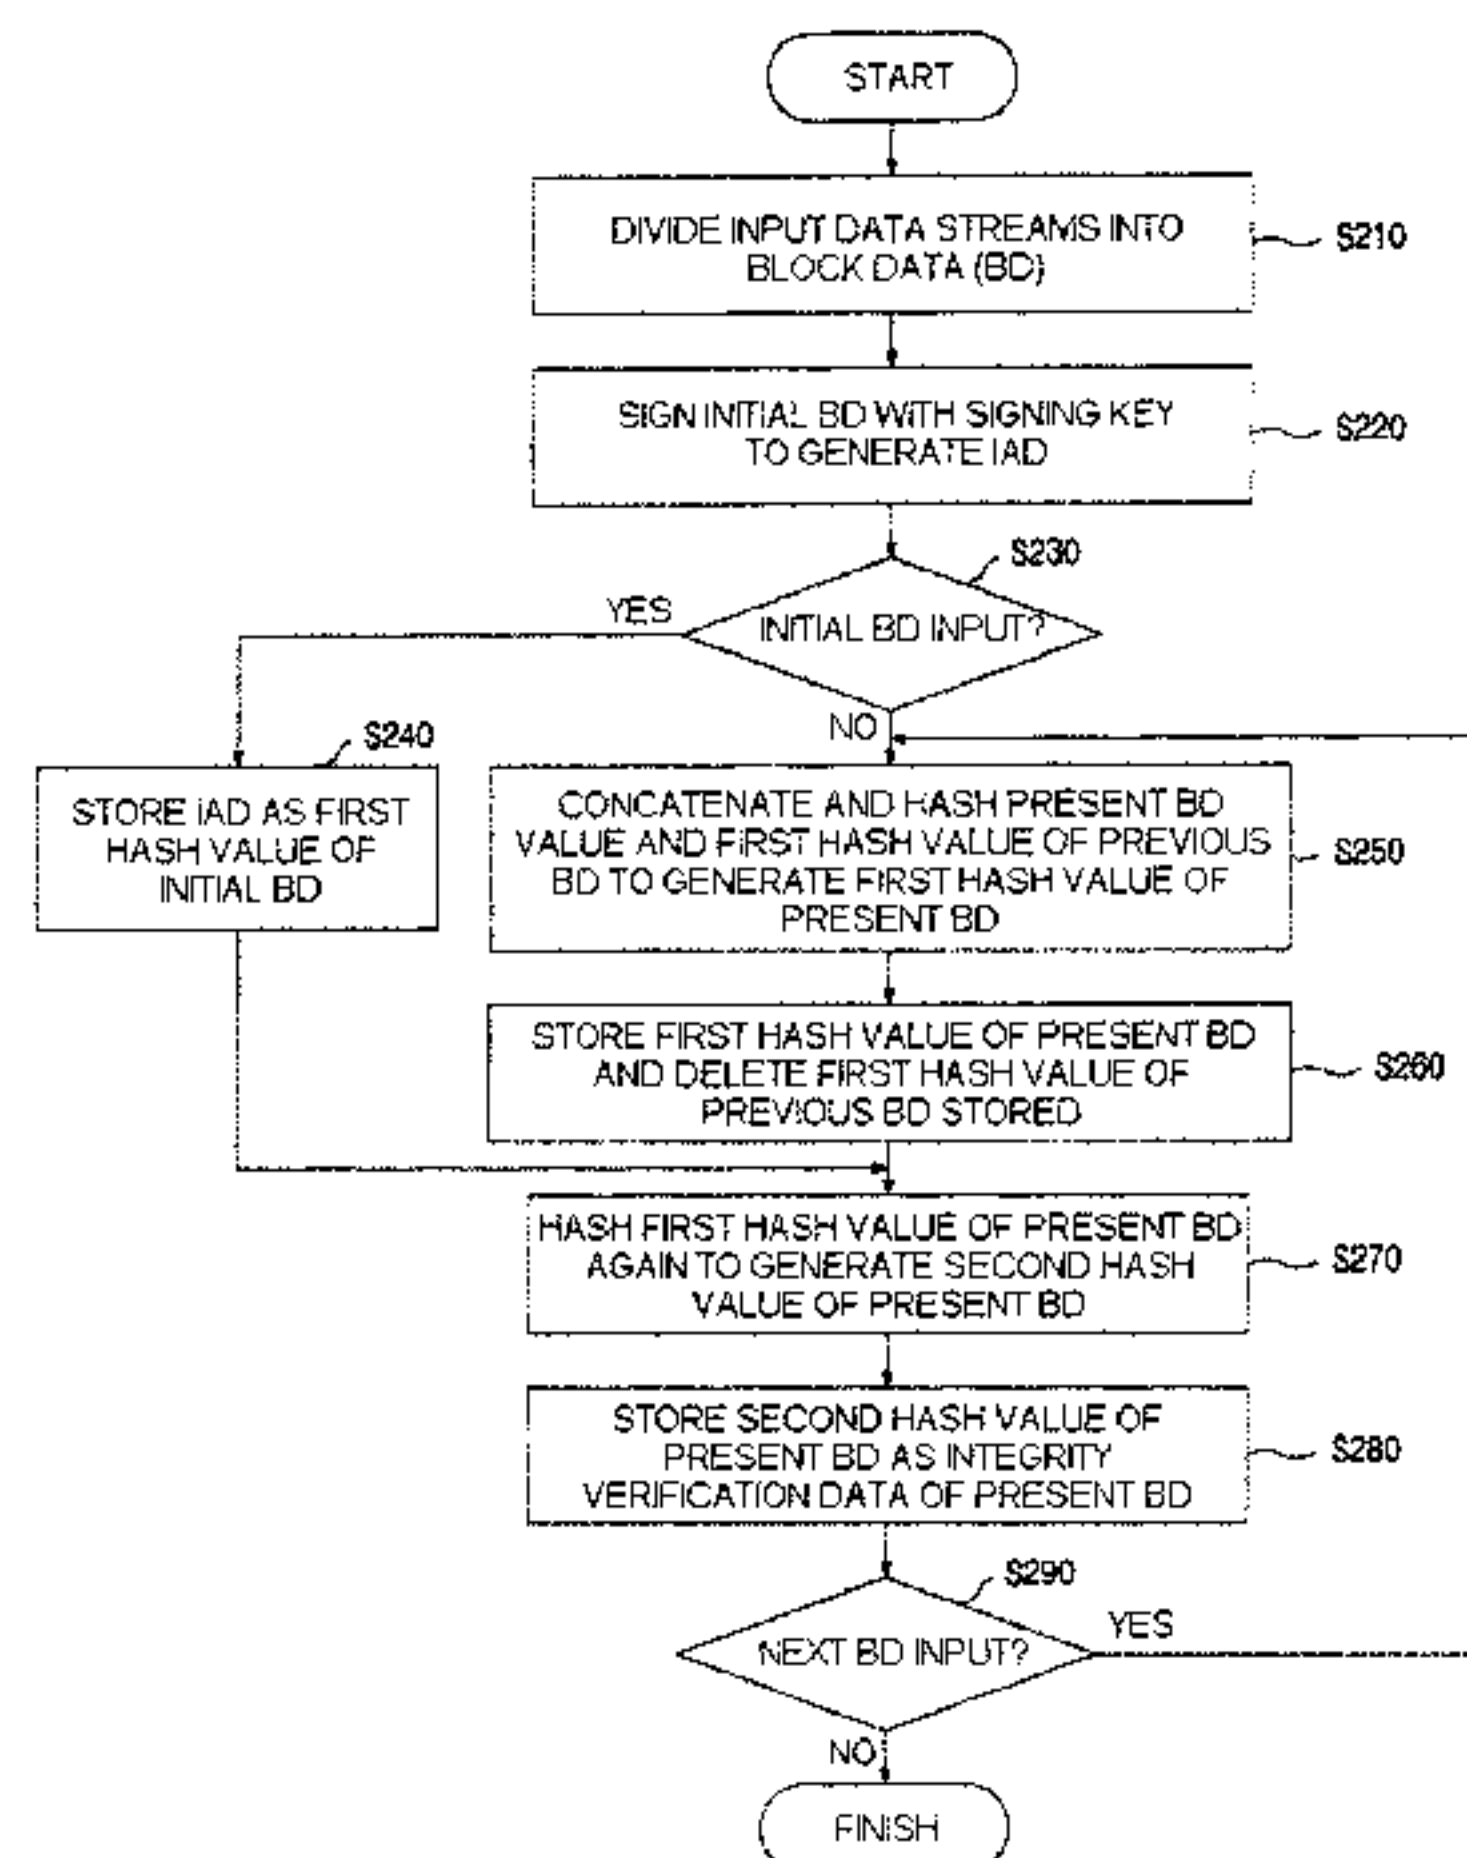 START
DIVIDE INPUT DATA STREAMS INTO
BLOCK DATA (BD)
S210
SIGN INITIAL BD WITH SIGNING KEY
TO GENERATE IAD
S220
S230
YES
INITIAL BD INPUT?
NO
S240
STORE IAD AS FIRST
HASH VALUE OF
INITIAL BD
CONCATENATE AND HASH PRESENT BD
VALUE AND FIRST HASH VALUE OF PREVIOUS
BD TO GENERATE FIRST HASH VALUE OF
PRESENT BD
S250
STORE FIRST HASH VALUE OF PRESENT BD
AND DELETE FIRST HASH VALUE OF
PREVIOUS BD STORED
S260
HASH FIRST HASH VALUE OF PRESENT BD
AGAIN TO GENERATE SECOND HASH
VALUE OF PRESENT BD
S270
STORE SECOND HASH VALUE OF
PRESENT BD AS INTEGRITY
VERIFICATION DATA OF PRESENT BD
S280
S290
NEXT BD INPUT?
YES
NO
FINISH